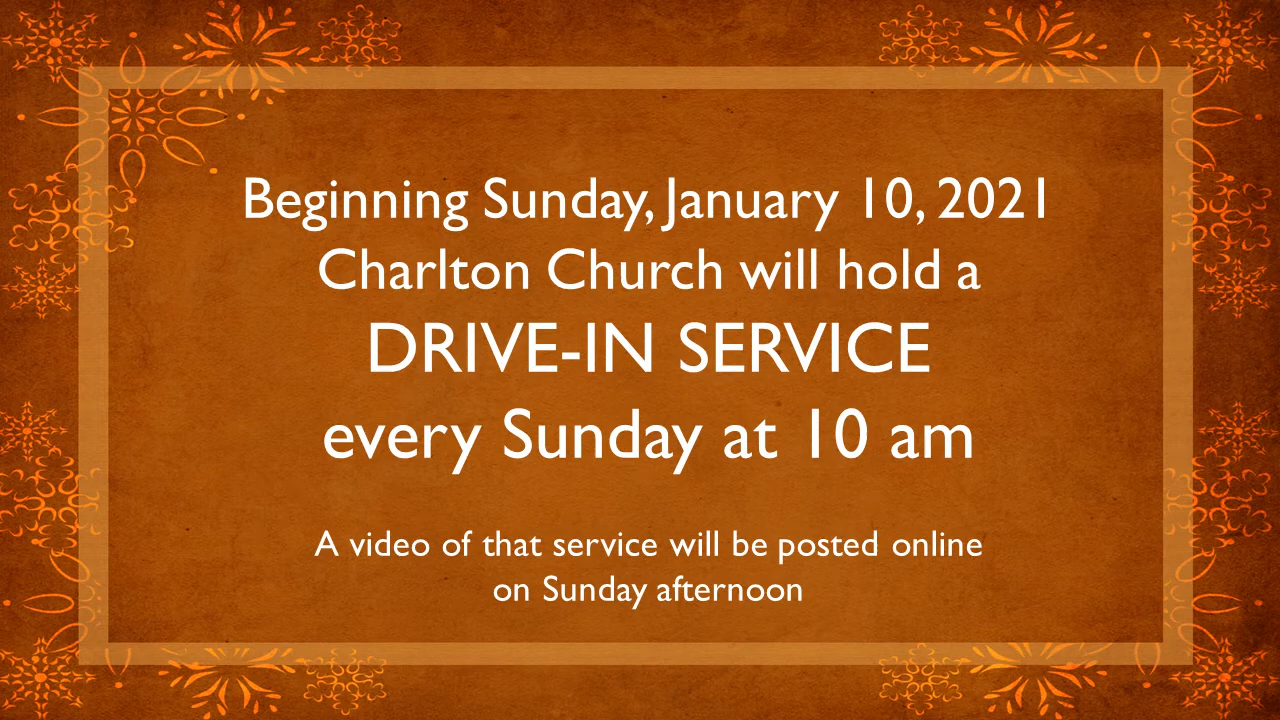 Beginning Sunday, January 10, 2021
Charlton Church will hold a
DRIVE-IN SERVICE
every Sunday at 10 am
A video of that service will be posted online
on Sunday afternoon